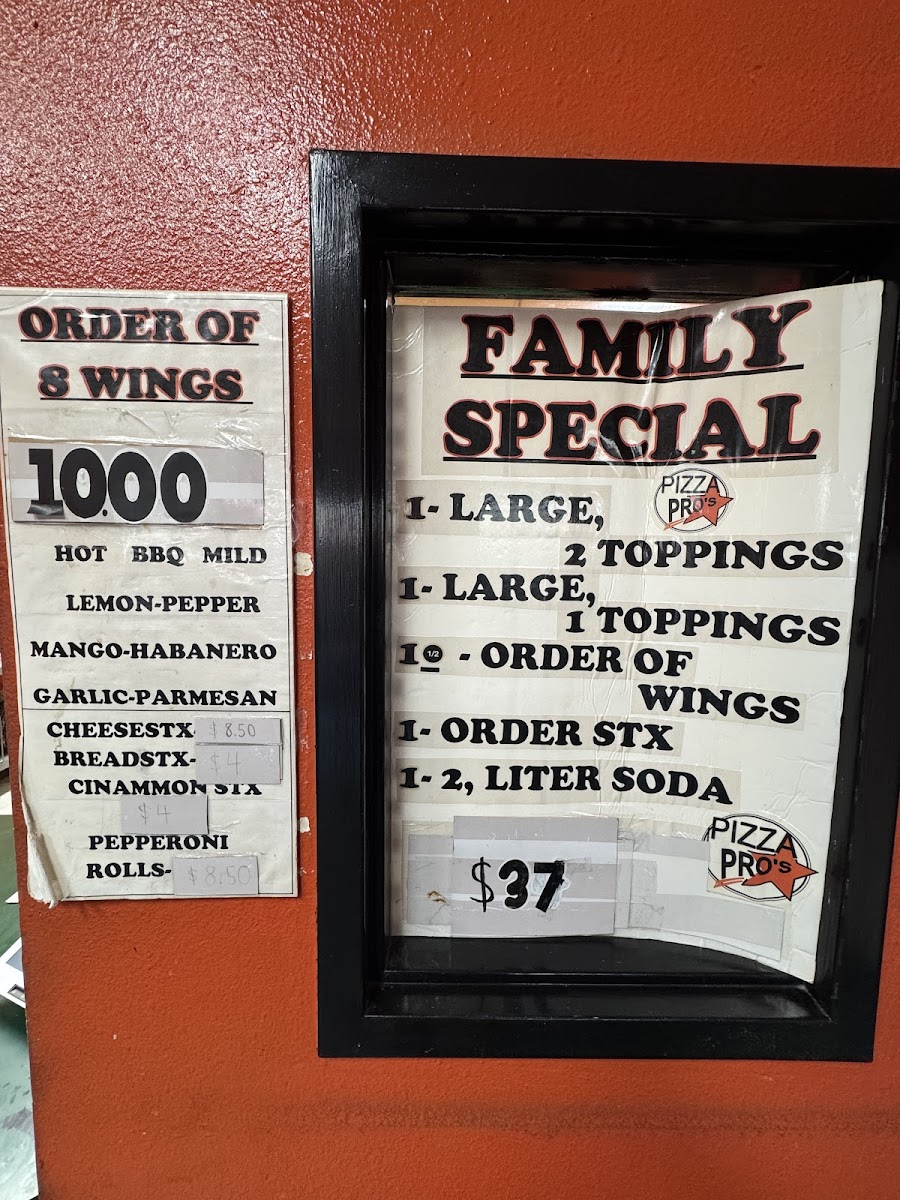 ORDER OF
8 WINGS
10.00
HOT BBQ MILD
LEMON-PEPPER
MANGO-HABANERO
GARLIC-PARMESAN
CHEESESTX $8.50
BREADSTX- $4
CINAMMON STX
$4
PEPPERONI
ROLLS- $8.50
FAMILY
SPECIAL
PIZZA
PRO's
1- LARGE,
2 TOPPINGS
1- LARGE,
1 TOPPINGS
1 1/2 - ORDER OF
WINGS
1- ORDER STX
1- 2, LITER SODA
$37
PIZZA
PRO's